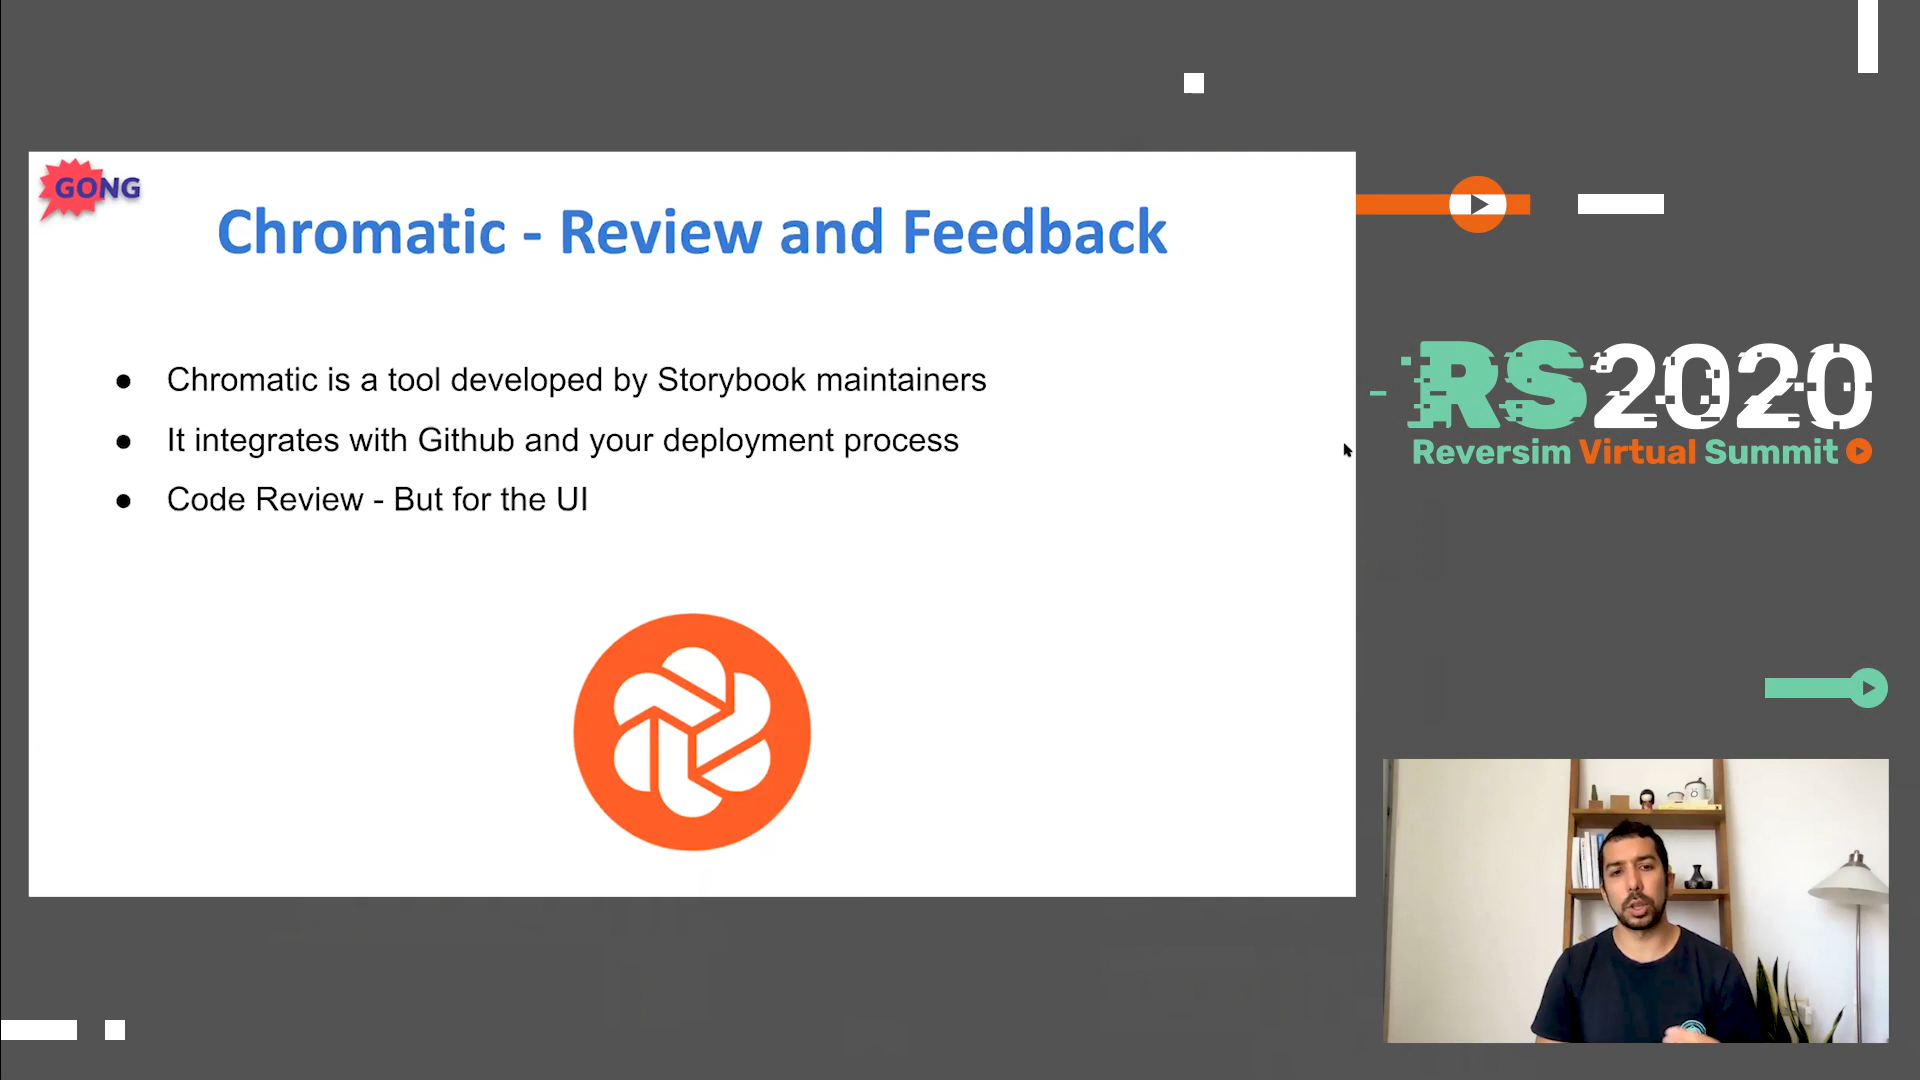 GONG
Chromatic - Review and Feedback
● Chromatic is a tool developed by Storybook maintainers
● It integrates with Github and your deployment process
● Code Review - But for the UI
RS2020
Reversim Virtual Summit